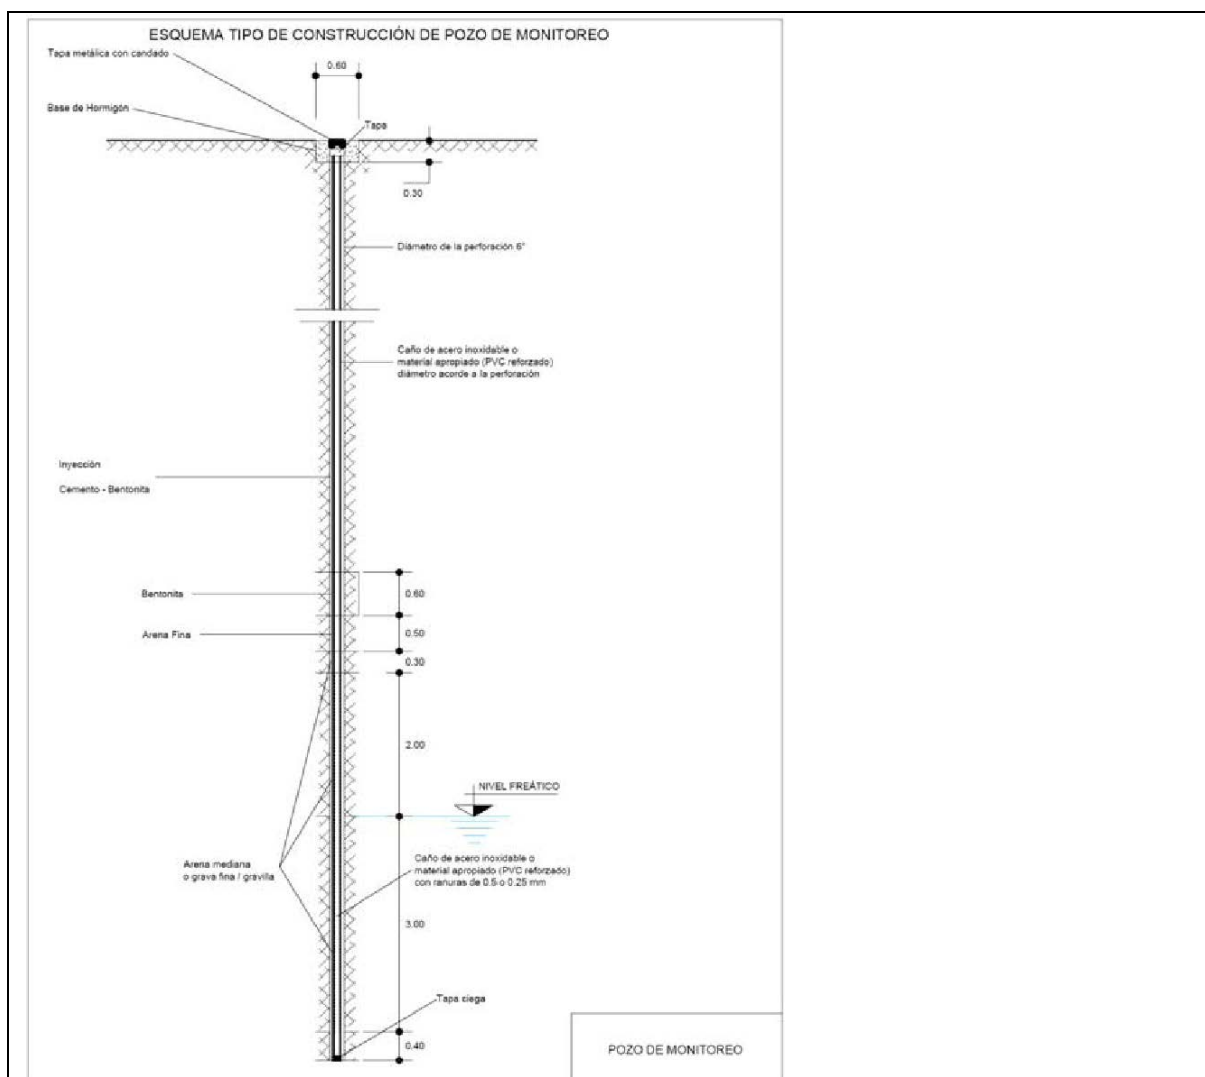 ESQUEMA TIPO DE CONSTRUCCIÓN DE POZO DE MONITOREO
Tapa metálica con candado
0.60
Base de Hormigón
Tapa
0.30
Diámetro de la perforación 6"
Caño de acero inoxidable o
material apropiado (PVC reforzado)
diámetro acorde a la perforación
Inyección
Cemento - Bentonita
Bentonita
0.60
Arena Fina
0.50
0.30
2.00
NIVEL FREÁTICO
Arena mediana
o grava fina / gravilla
Caño de acero inoxidable o
material apropiado (PVC reforzado)
con ranuras de 0.5 o 0.25 mm
3.00
Tapa ciega
0.40
POZO DE MONITOREO